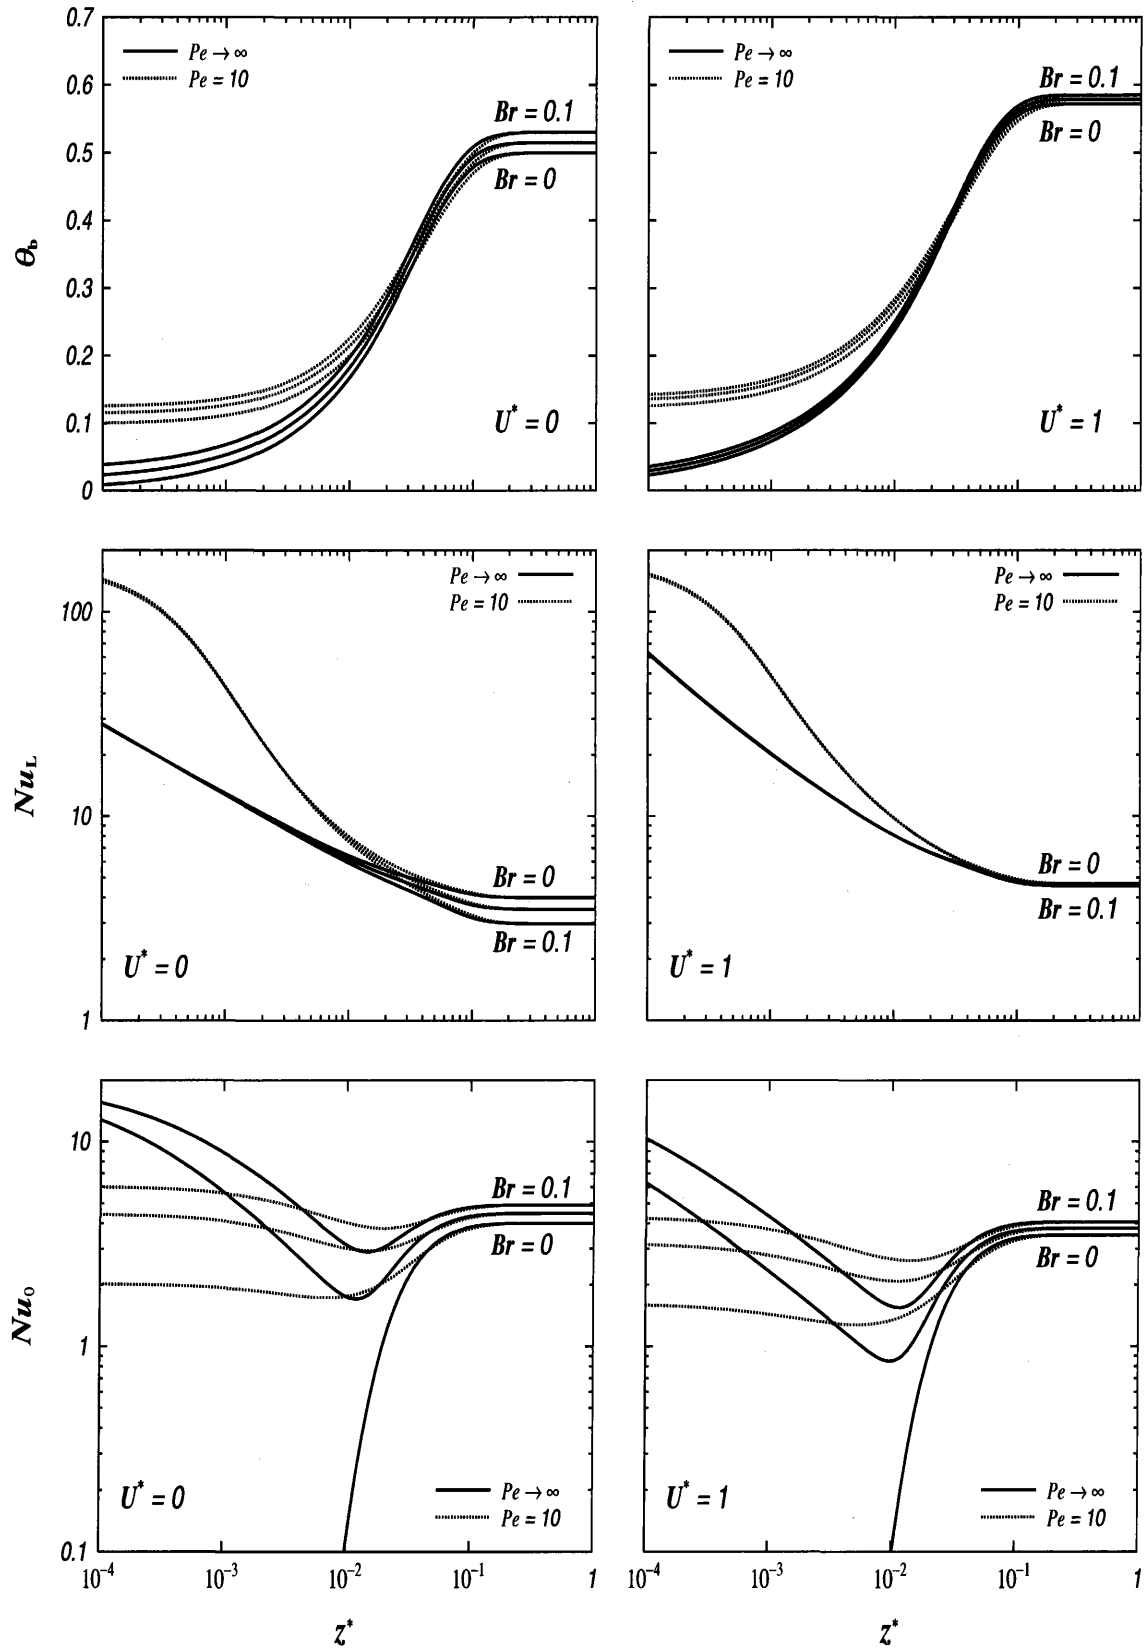 0.7
0.6
0.5
0.4
0.3
0.2
0.1
0
θb
Pe → ∞
Pe = 10
Br = 0.1
Br = 0
U* = 0
Pe → ∞
Pe = 10
Br = 0.1
Br = 0
U* = 1
100
10
1
NuL
Pe → ∞
Pe = 10
Br = 0
Br = 0.1
U* = 0
Pe → ∞
Pe = 10
Br = 0
Br = 0.1
U* = 1
10
1
0.1
NuO
Br = 0.1
Br = 0
U* = 0
Pe → ∞
Pe = 10
10⁻⁴ 10⁻³ 10⁻² 10⁻¹ 1
z*
Br = 0.1
Br = 0
U* = 1
Pe → ∞
Pe = 10
10⁻⁴ 10⁻³ 10⁻² 10⁻¹ 1
z*